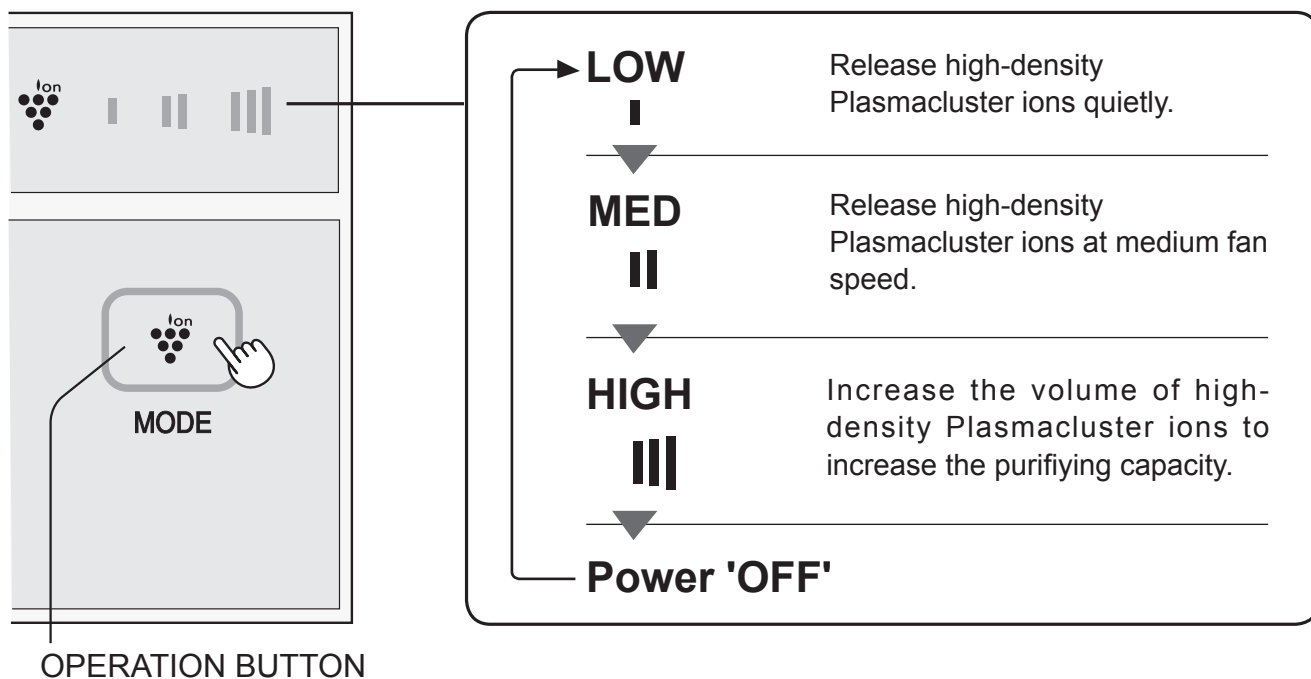 ion
ion
MODE
OPERATION BUTTON
LOW
Release high-density
Plasmacluster ions quietly.
MED
Release high-density
Plasmacluster ions at medium fan
speed.
HIGH
Increase the volume of high-
density Plasmacluster ions to
increase the purifiying capacity.
Power 'OFF'